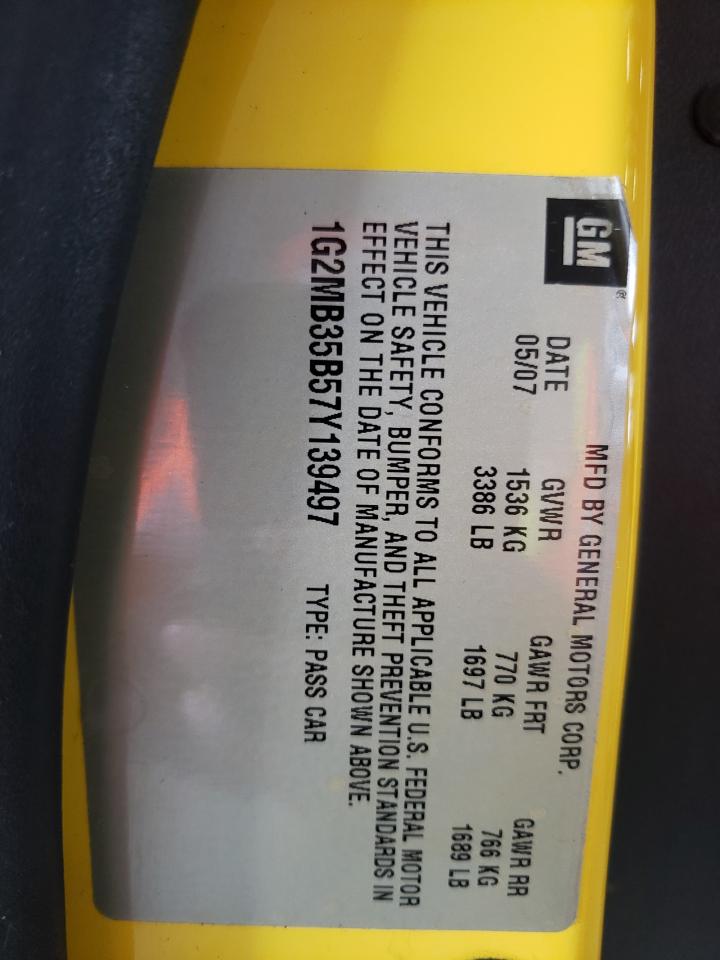 GM®
MFD BY GENERAL MOTORS CORP.
DATE GVWR GAWR FRT GAWR RR
05/07 1536 KG 770 KG 766 KG
3386 LB 1697 LB 1689 LB
THIS VEHICLE CONFORMS TO ALL APPLICABLE U.S. FEDERAL MOTOR
VEHICLE SAFETY, BUMPER, AND THEFT PREVENTION STANDARDS IN
EFFECT ON THE DATE OF MANUFACTURE SHOWN ABOVE.
1G2MB35B57Y139497 TYPE: PASS CAR